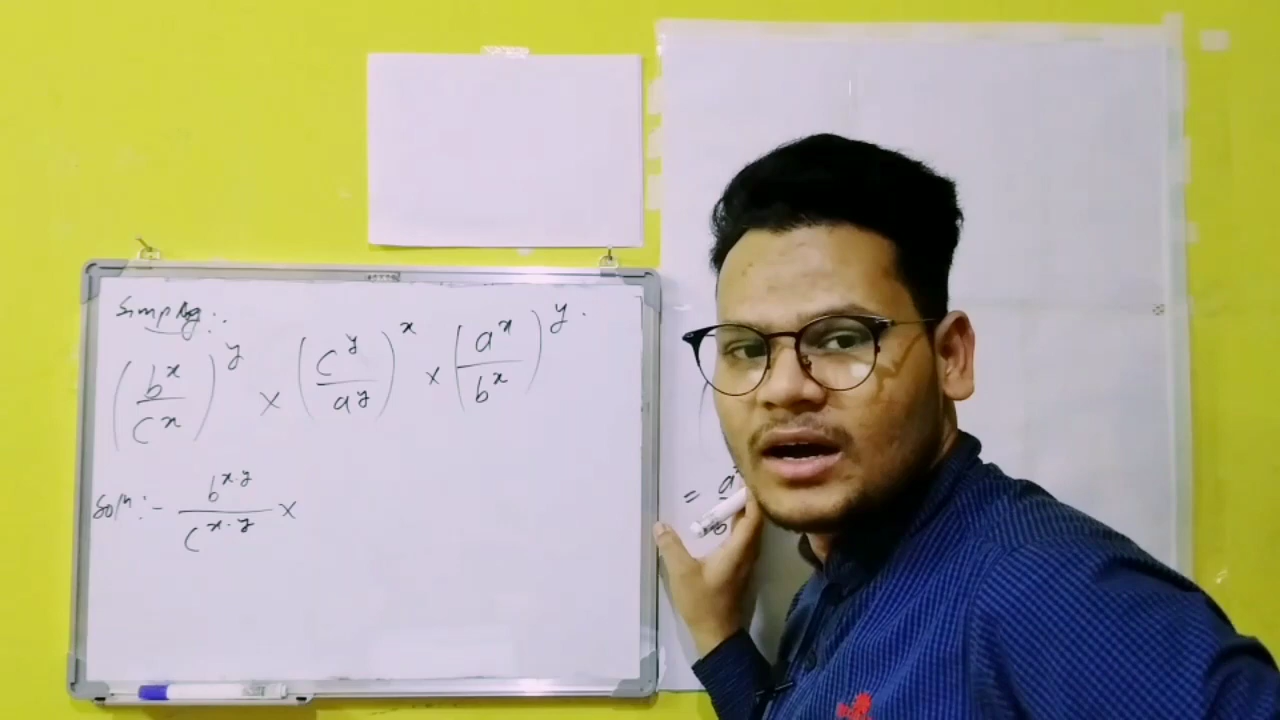 Simplify:.
(b^x/c^x)^y × (c^y/a^y)^x × (a^x/b^x)^y.
Soln:- b^{x·y}/c^{x·y} ×
=